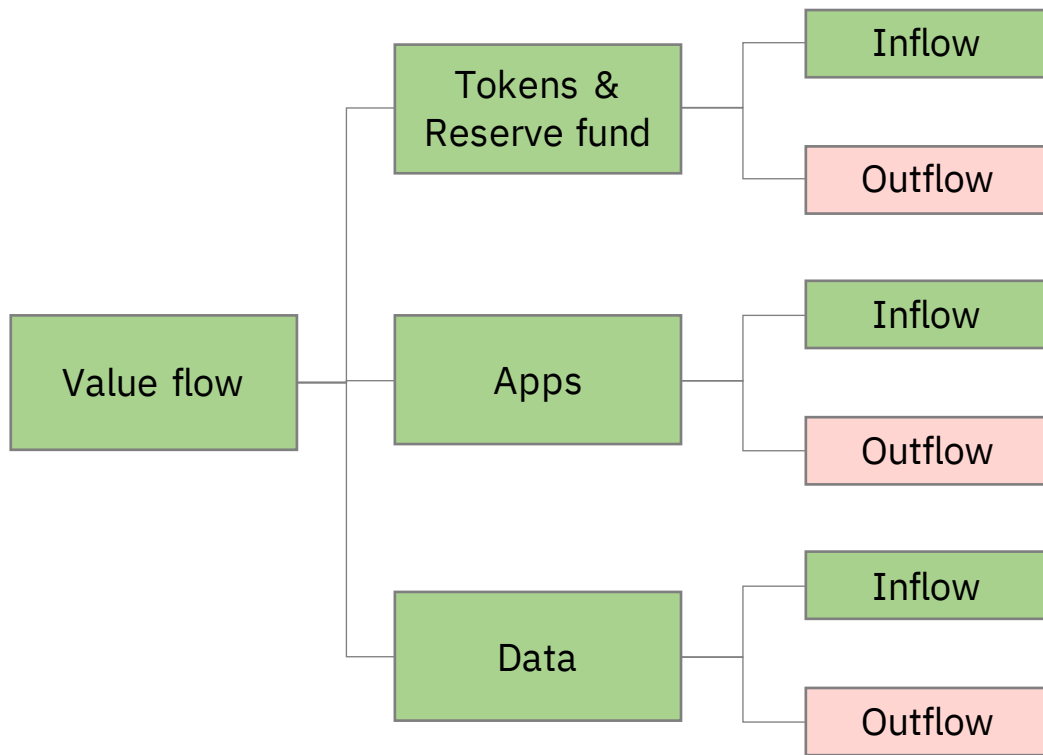 Inflow
Tokens &
Reserve fund
Outflow
Inflow
Value flow
Apps
Outflow
Inflow
Data
Outflow